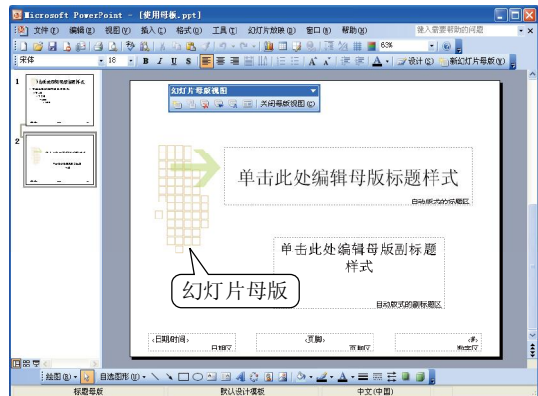 Microsoft PowerPoint - [使用母板.ppt]
文件(F) 编辑(E) 视图(V) 插入(I) 格式(O) 工具(T) 幻灯片放映(D) 窗口(W) 帮助(H) 键入需要帮助的问题
63%
宋体 18 B I U S A A A 设计(S) 新幻灯片母版(N)
幻灯片母版视图
关闭母版视图(C)
1
2
单击此处编辑母版标题样式
自动版式的标题区
单击此处编辑母版副标题
样式
自动版式的副标题区
幻灯片母版
<日期/时间> <页脚> <#>
日期区 页脚区 数字区
绘图(R) 自选图形(U)
标题母版 默认设计模板 中文(中国)